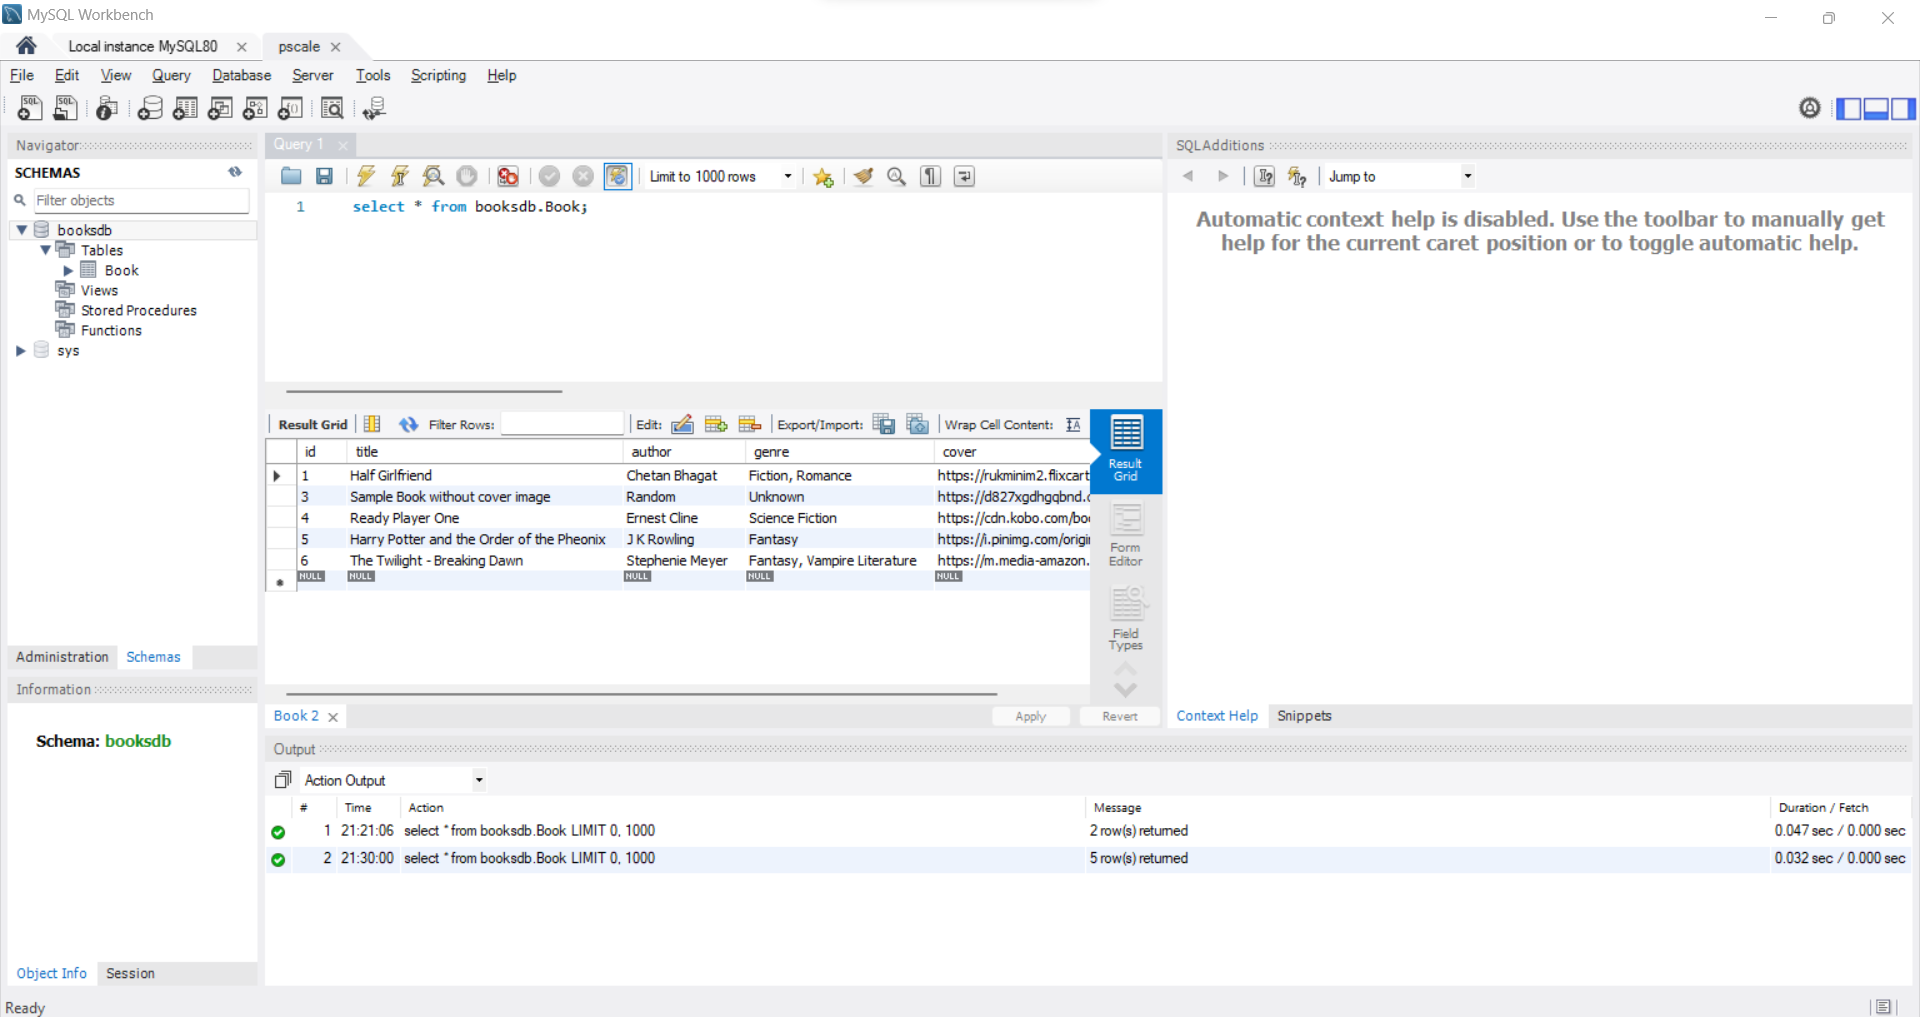 MySQL Workbench
Local instance MySQL80
pscale
File Edit View Query Database Server Tools Scripting Help
Navigator
SCHEMAS
Filter objects
booksdb
Tables
Book
Views
Stored Procedures
Functions
sys
Administration Schemas
Information
Schema: booksdb
Object Info Session
Query 1
Limit to 1000 rows
1 select * from booksdb.Book;
Result Grid Filter Rows: Edit: Export/Import: Wrap Cell Content:
id title author genre cover
1 Half Girlfriend Chetan Bhagat Fiction, Romance https://rukminim2.flixcart
3 Sample Book without cover image Random Unknown https://d827xgdhgqbnd.c
4 Ready Player One Ernest Cline Science Fiction https://cdn.kobo.com/bo
5 Harry Potter and the Order of the Pheonix J K Rowling Fantasy https://i.pinimg.com/origi
6 The Twilight - Breaking Dawn Stephenie Meyer Fantasy, Vampire Literature https://m.media-amazon.
NULL NULL NULL NULL NULL
Result Grid
Form Editor
Field Types
Book 2
Apply Revert
SQLAdditions
Jump to
Automatic context help is disabled. Use the toolbar to manually get
help for the current caret position or to toggle automatic help.
Context Help Snippets
Output
Action Output
# Time Action Message Duration / Fetch
1 21:21:06 select * from booksdb.Book LIMIT 0, 1000 2 row(s) returned 0.047 sec / 0.000 sec
2 21:30:00 select * from booksdb.Book LIMIT 0, 1000 5 row(s) returned 0.032 sec / 0.000 sec
Ready